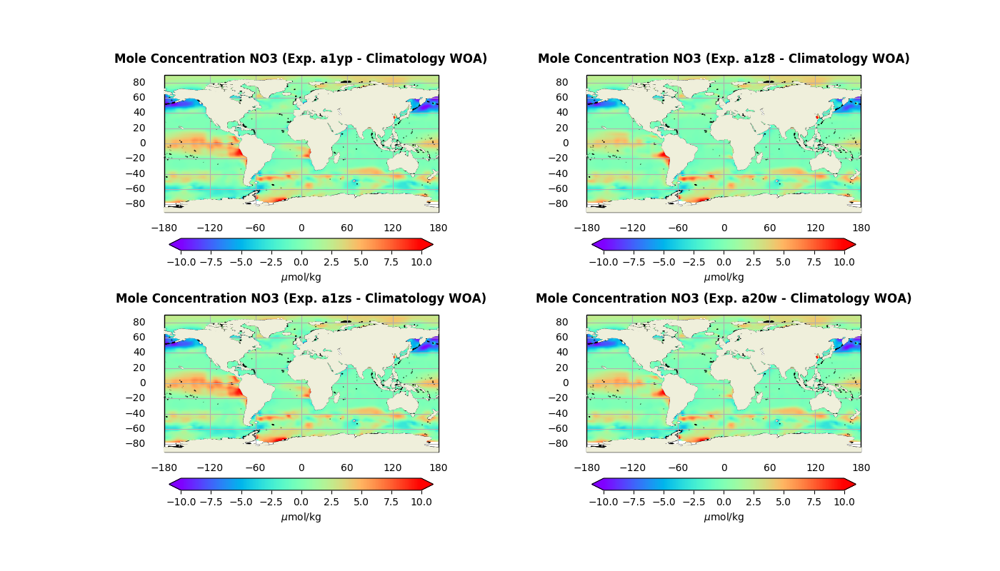 Mole Concentration NO3 (Exp. a1yp - Climatology WOA)
80
60
40
20
0
−20
−40
−60
−80
−180 −120 −60 0 60 120 180
−10.0 −7.5 −5.0 −2.5 0.0 2.5 5.0 7.5 10.0
μmol/kg
Mole Concentration NO3 (Exp. a1z8 - Climatology WOA)
80
60
40
20
0
−20
−40
−60
−80
−180 −120 −60 0 60 120 180
−10.0 −7.5 −5.0 −2.5 0.0 2.5 5.0 7.5 10.0
μmol/kg
Mole Concentration NO3 (Exp. a1zs - Climatology WOA)
80
60
40
20
0
−20
−40
−60
−80
−180 −120 −60 0 60 120 180
−10.0 −7.5 −5.0 −2.5 0.0 2.5 5.0 7.5 10.0
μmol/kg
Mole Concentration NO3 (Exp. a20w - Climatology WOA)
80
60
40
20
0
−20
−40
−60
−80
−180 −120 −60 0 60 120 180
−10.0 −7.5 −5.0 −2.5 0.0 2.5 5.0 7.5 10.0
μmol/kg